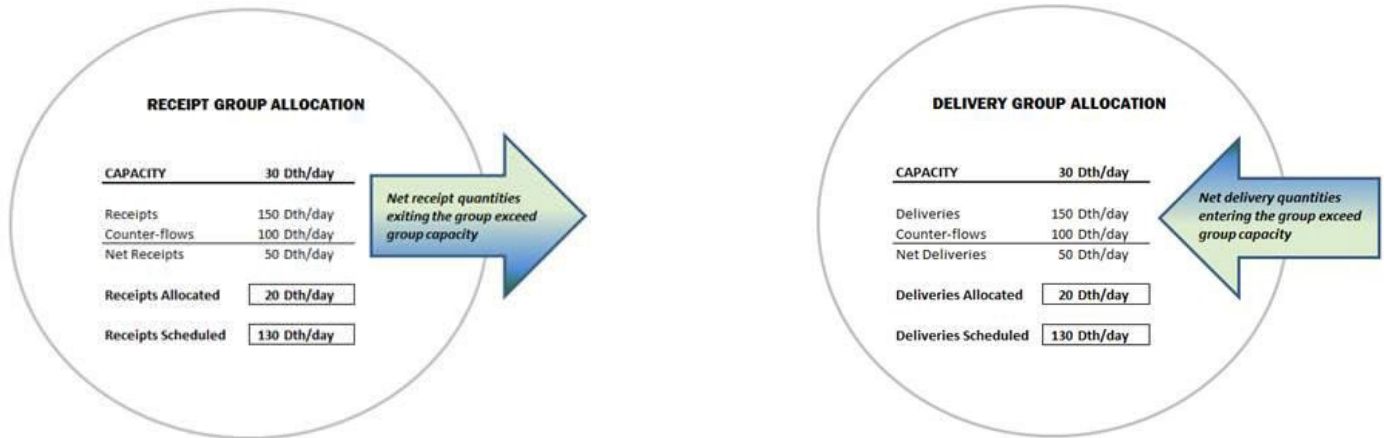 RECEIPT GROUP ALLOCATION
CAPACITY 30 Dth/day
Receipts 150 Dth/day
Counter-flows 100 Dth/day
Net Receipts 50 Dth/day
Receipts Allocated 20 Dth/day
Receipts Scheduled 130 Dth/day
Net receipt quantities
exiting the group exceed
group capacity
DELIVERY GROUP ALLOCATION
CAPACITY 30 Dth/day
Deliveries 150 Dth/day
Counter-flows 100 Dth/day
Net Deliveries 50 Dth/day
Deliveries Allocated 20 Dth/day
Deliveries Scheduled 130 Dth/day
Net delivery quantities
entering the group exceed
group capacity